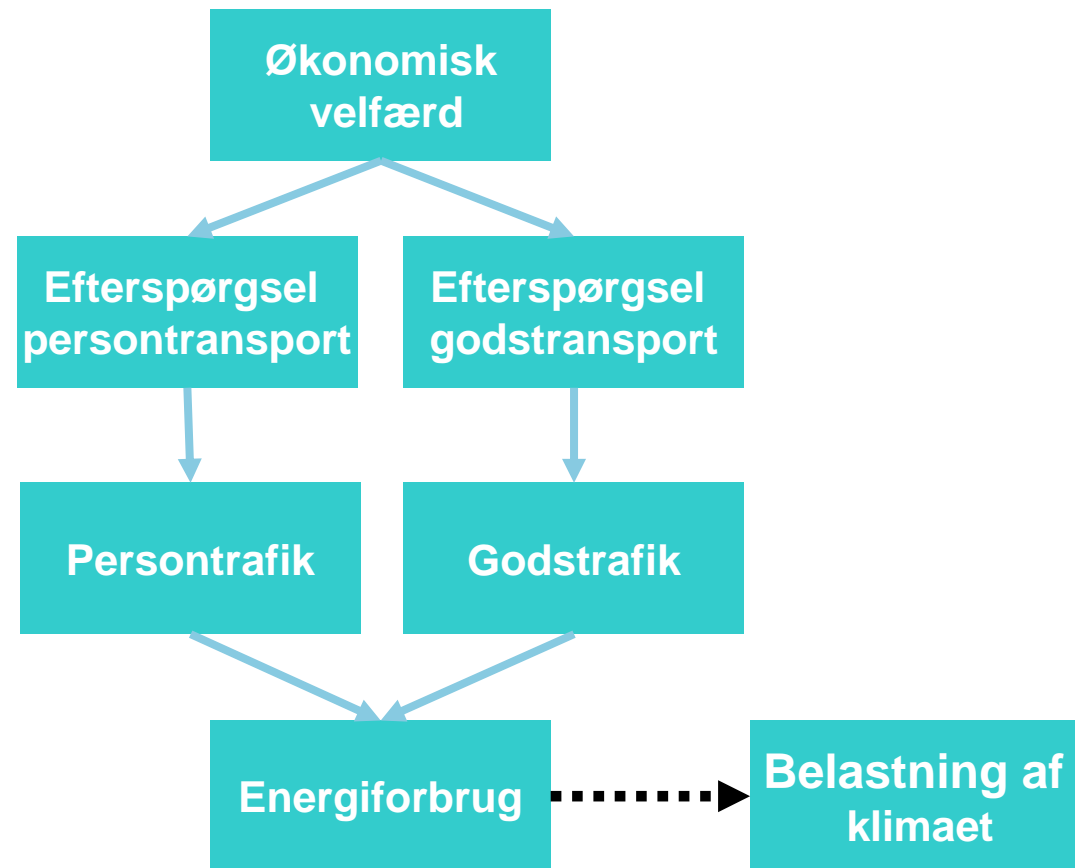 Økonomisk
velfærd
Efterspørgsel
persontransport
Efterspørgsel
godstransport
Persontrafik
Godstrafik
Energiforbrug
Belastning af
klimaet